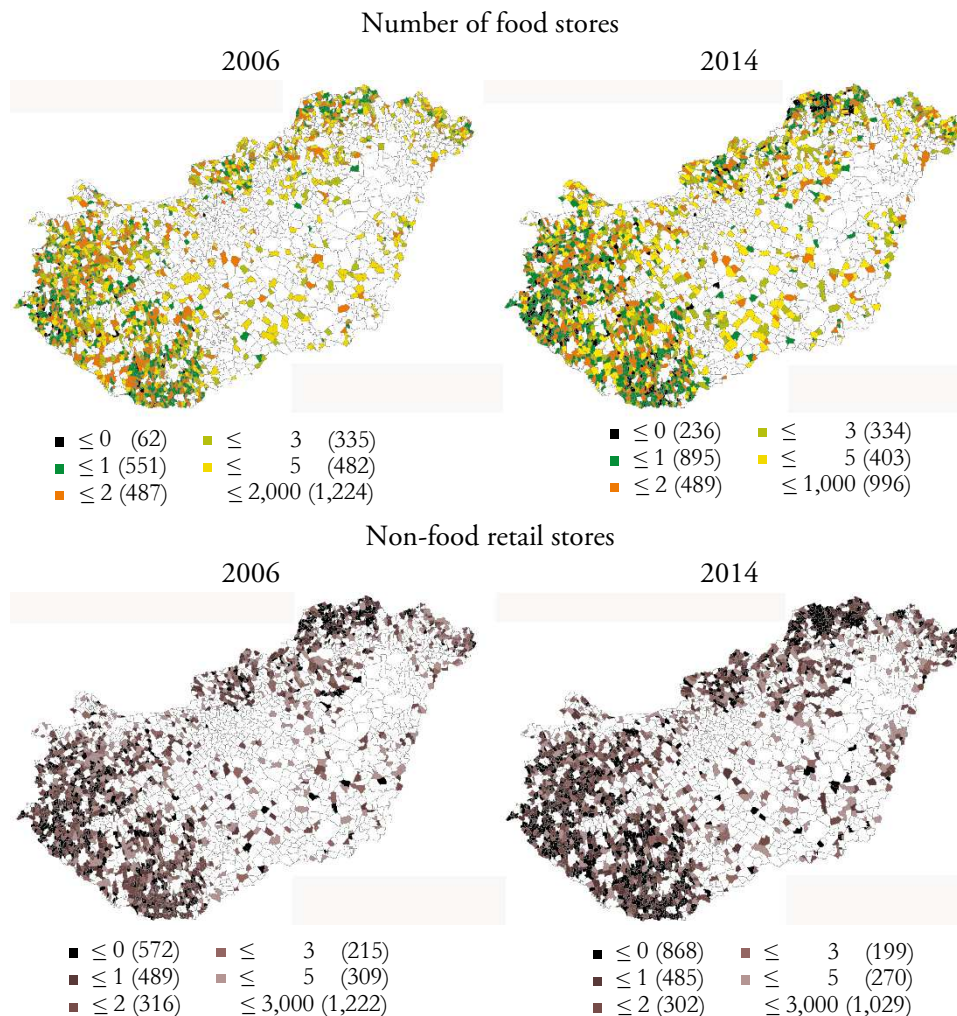 Number of food stores
2006 2014
≤ 0 (62) ≤ 3 (335)
≤ 1 (551) ≤ 5 (482)
≤ 2 (487) ≤ 2,000 (1,224)
≤ 0 (236) ≤ 3 (334)
≤ 1 (895) ≤ 5 (403)
≤ 2 (489) ≤ 1,000 (996)
Non-food retail stores
2006 2014
≤ 0 (572) ≤ 3 (215)
≤ 1 (489) ≤ 5 (309)
≤ 2 (316) ≤ 3,000 (1,222)
≤ 0 (868) ≤ 3 (199)
≤ 1 (485) ≤ 5 (270)
≤ 2 (302) ≤ 3,000 (1,029)